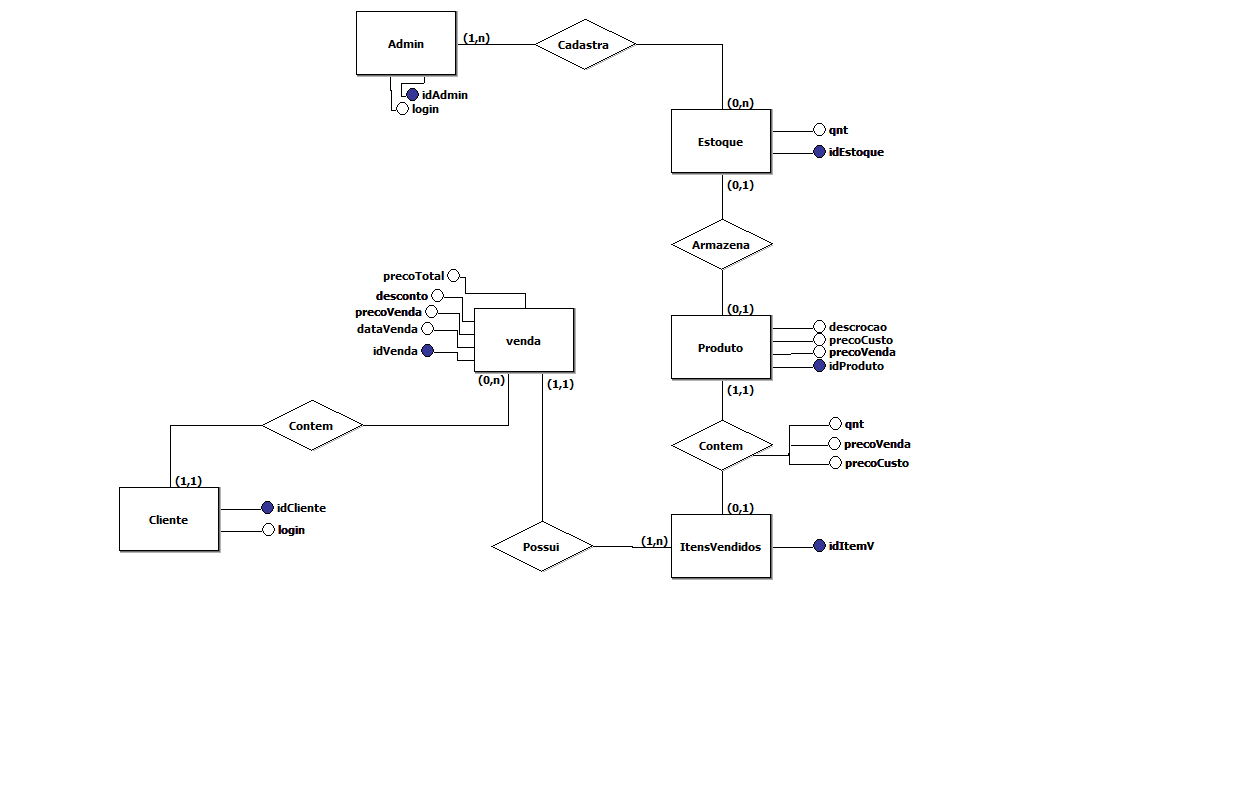 Admin
(1,n)
Cadastra
idAdmin
login
(0,n)
Estoque
qnt
idEstoque
(0,1)
Armazena
(0,1)
Produto
descrocao
precoCusto
precoVenda
idProduto
(1,1)
precoTotal
desconto
precoVenda
dataVenda
idVenda
venda
(0,n)
(1,1)
Contem
(1,1)
Cliente
idCliente
login
Contem
qnt
precoVenda
precoCusto
(0,1)
Possui
(1,n)
ItensVendidos
idItemV